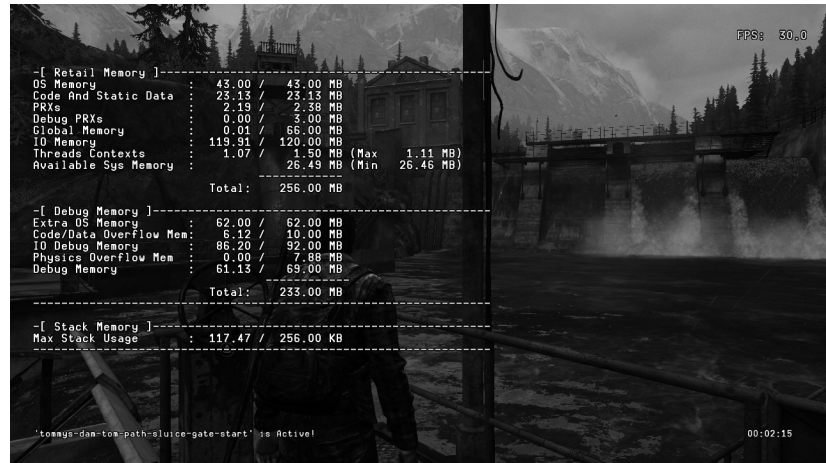 FPS: 30.0
-[ Retail Memory ]--------------------------------------------
OS Memory : 43.00 / 43.00 MB
Code And Static Data : 23.13 / 23.13 MB
PRXs : 2.19 / 2.38 MB
Debug PRXs : 0.00 / 3.00 MB
Global Memory : 0.01 / 66.00 MB
IO Memory : 119.91 / 120.00 MB
Threads Contexts : 1.07 / 1.50 MB (Max 1.11 MB)
Available Sys Memory : 26.49 MB (Min 26.46 MB)
------------
Total: 256.00 MB
-[ Debug Memory ]---------------------------------------------
Extra OS Memory : 62.00 / 62.00 MB
Code/Data Overflow Mem: 6.12 / 10.00 MB
IO Debug Memory : 86.20 / 92.00 MB
Physics Overflow Mem : 0.00 / 7.88 MB
Debug Memory : 61.13 / 69.00 MB
------------
Total: 233.00 MB
--------------------------------------------------------------
-[ Stack Memory ]---------------------------------------------
Max Stack Usage : 117.47 / 256.00 KB
--------------------------------------------------------------
'tommys-dam-tom-path-sluice-gate-start' is Active!
00:02:15